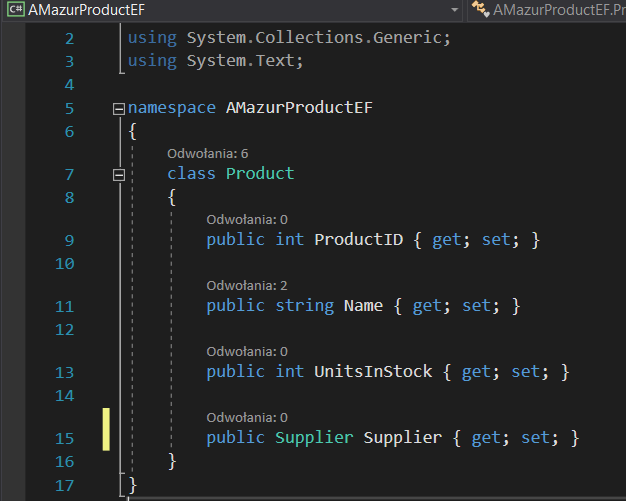 C# AMazurProductEF AMazurProductEF.Pr
2 using System.Collections.Generic;
3 using System.Text;
4
5 namespace AMazurProductEF
6 {
Odwołania: 6
7 class Product
8 {
Odwołania: 0
9 public int ProductID { get; set; }
10
Odwołania: 2
11 public string Name { get; set; }
12
Odwołania: 0
13 public int UnitsInStock { get; set; }
14
Odwołania: 0
15 public Supplier Supplier { get; set; }
16 }
17 }